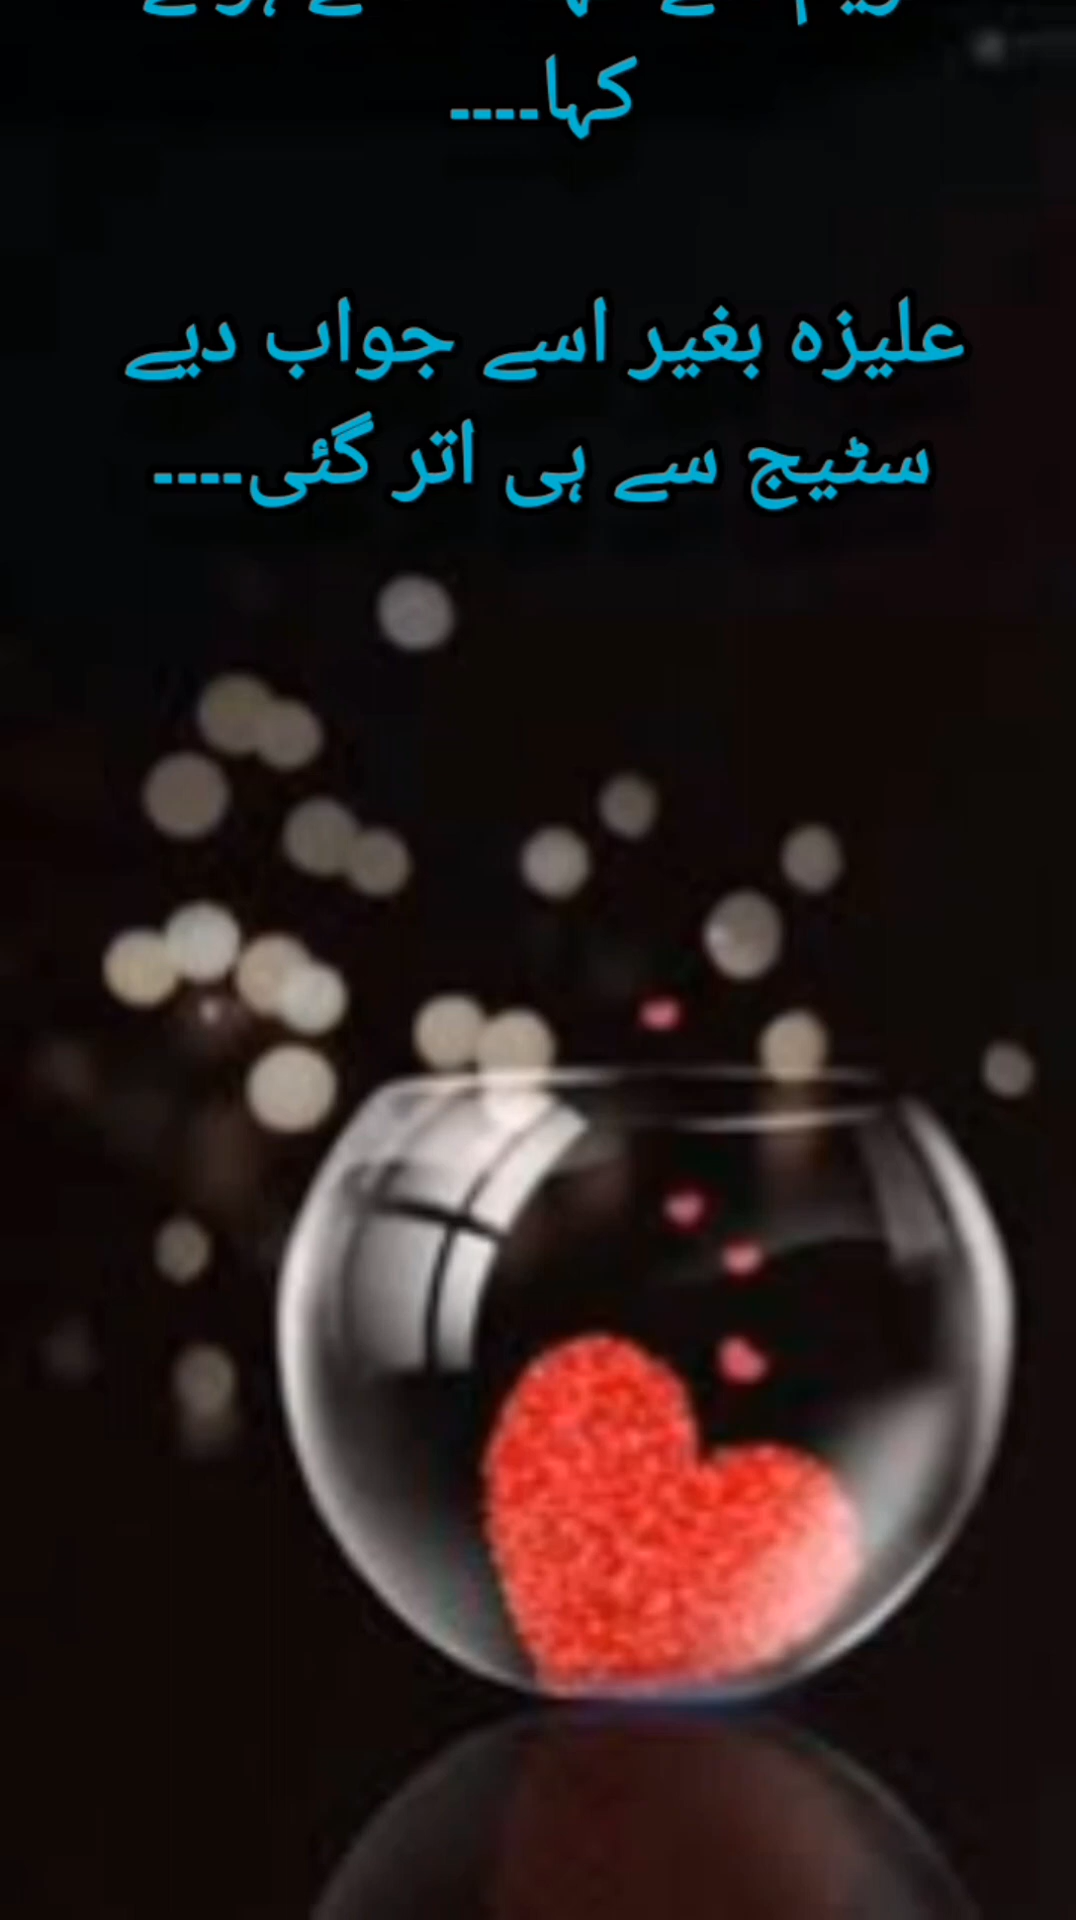 کہا----
علیزہ بغیر اسے جواب دیے
سٹیج سے ہی اتر گئی----